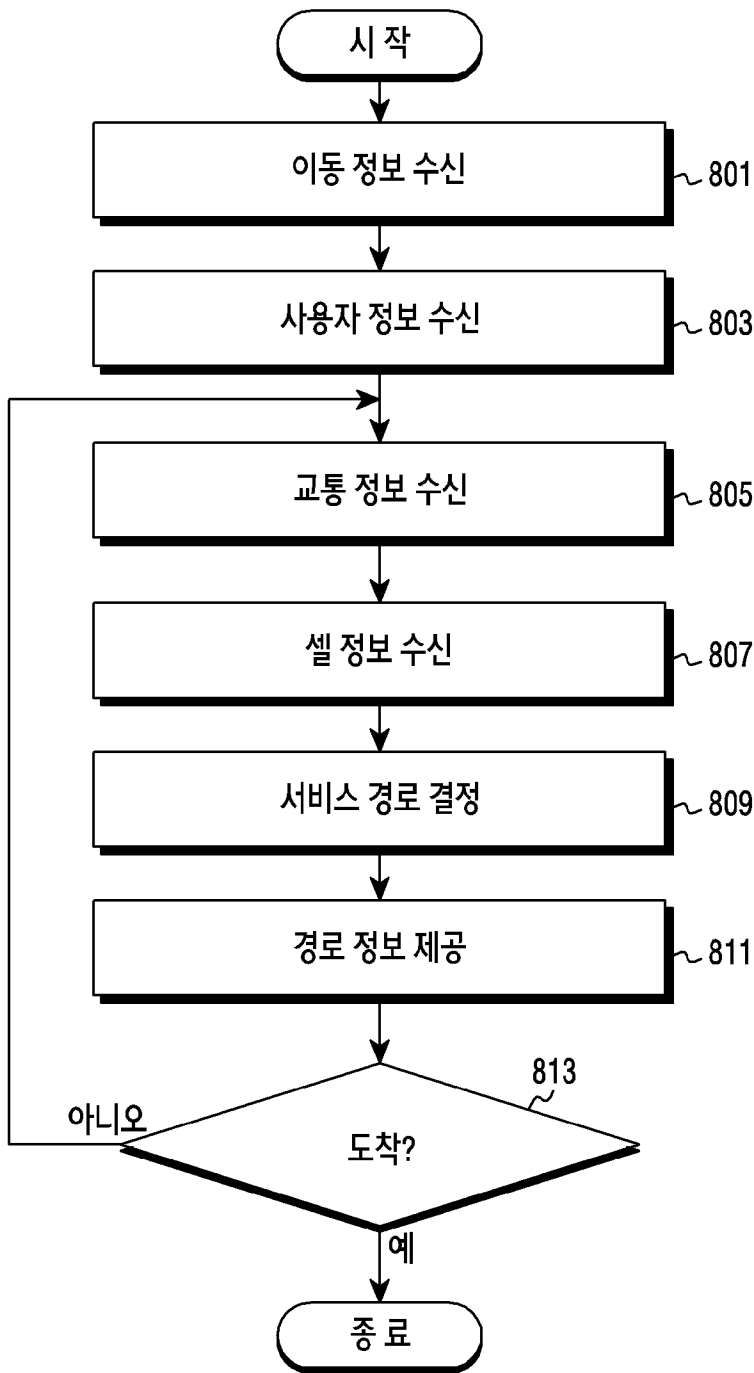 시 작
이동 정보 수신
801
사용자 정보 수신
803
교통 정보 수신
805
셀 정보 수신
807
서비스 경로 결정
809
경로 정보 제공
811
813
아니오
도착?
예
종 료